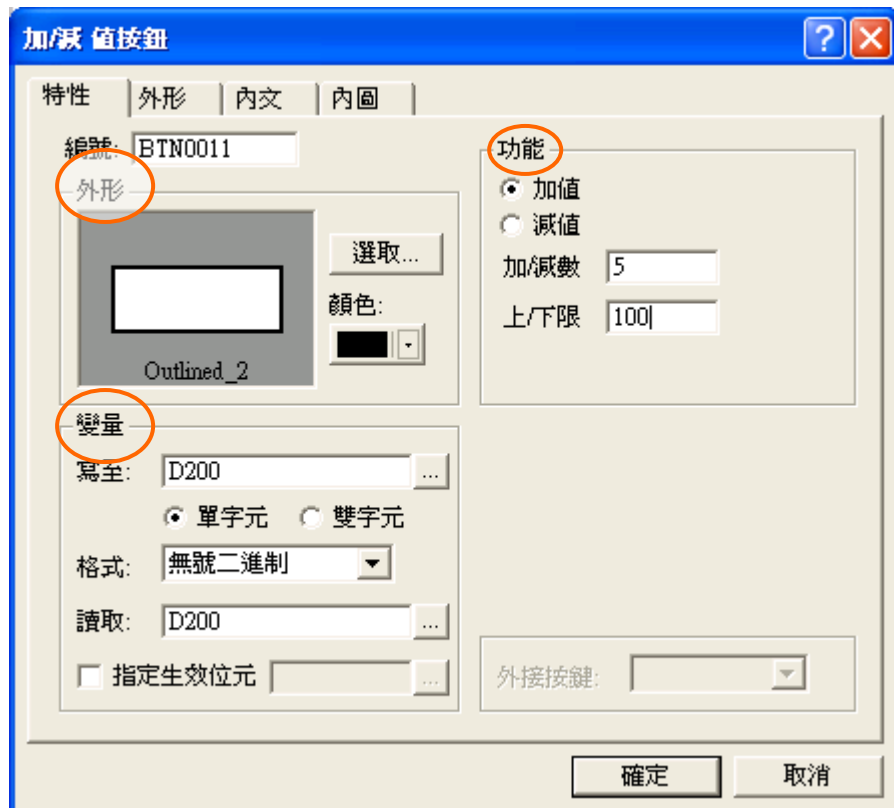 加/減 值按鈕
特性
外形
內文
內圖
編號: BTN0011
外形
選取...
顏色:
Outlined_2
變量
寫至: D200 ...
單字元 雙字元
格式: 無號二進制
讀取: D200 ...
指定生效位元 ...
功能
加值
減值
加/減數 5
上/下限 100
外接按鍵:
確定
取消